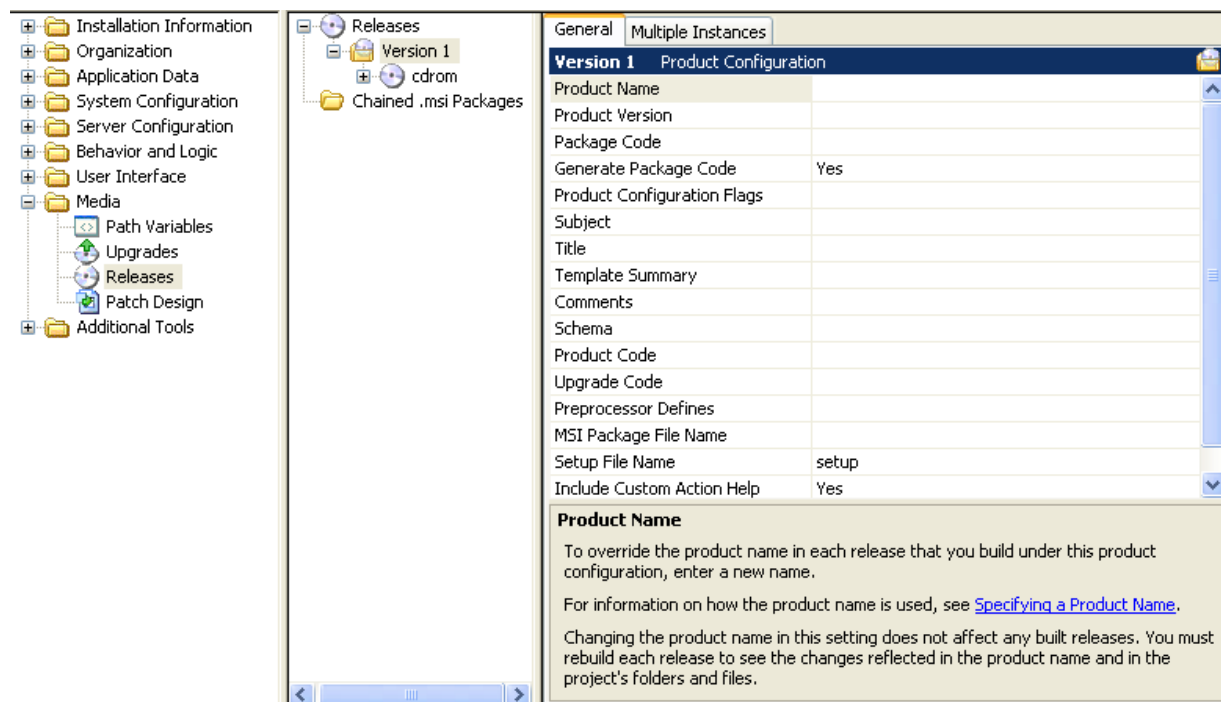 Installation Information
Organization
Application Data
System Configuration
Server Configuration
Behavior and Logic
User Interface
Media
Path Variables
Upgrades
Releases
Patch Design
Additional Tools
Releases
Version 1
cdrom
Chained .msi Packages
General
Multiple Instances
Version 1 Product Configuration
Product Name
Product Version
Package Code
Generate Package Code Yes
Product Configuration Flags
Subject
Title
Template Summary
Comments
Schema
Product Code
Upgrade Code
Preprocessor Defines
MSI Package File Name
Setup File Name setup
Include Custom Action Help Yes
Product Name
To override the product name in each release that you build under this product
configuration, enter a new name.
For information on how the product name is used, see Specifying a Product Name.
Changing the product name in this setting does not affect any built releases. You must
rebuild each release to see the changes reflected in the product name and in the
project's folders and files.